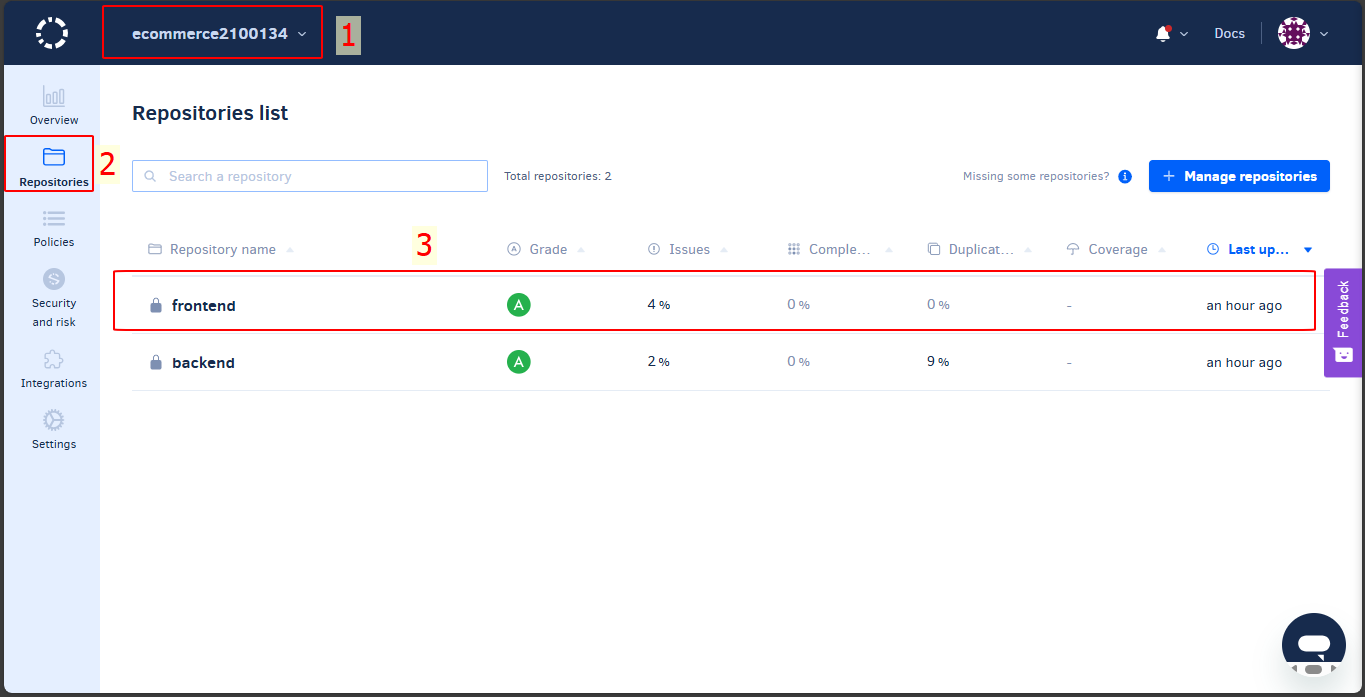 ecommerce2100134
1
Docs
Overview
Repositories
2
Policies
Security
and risk
Integrations
Settings
Repositories list
Search a repository
Total repositories: 2
Missing some repositories?
Manage repositories
3
Repository name
Grade
Issues
Comple...
Duplicat...
Coverage
Last up...
frontend
A
4 %
0 %
0 %
-
an hour ago
backend
A
2 %
0 %
9 %
-
an hour ago
Feedback